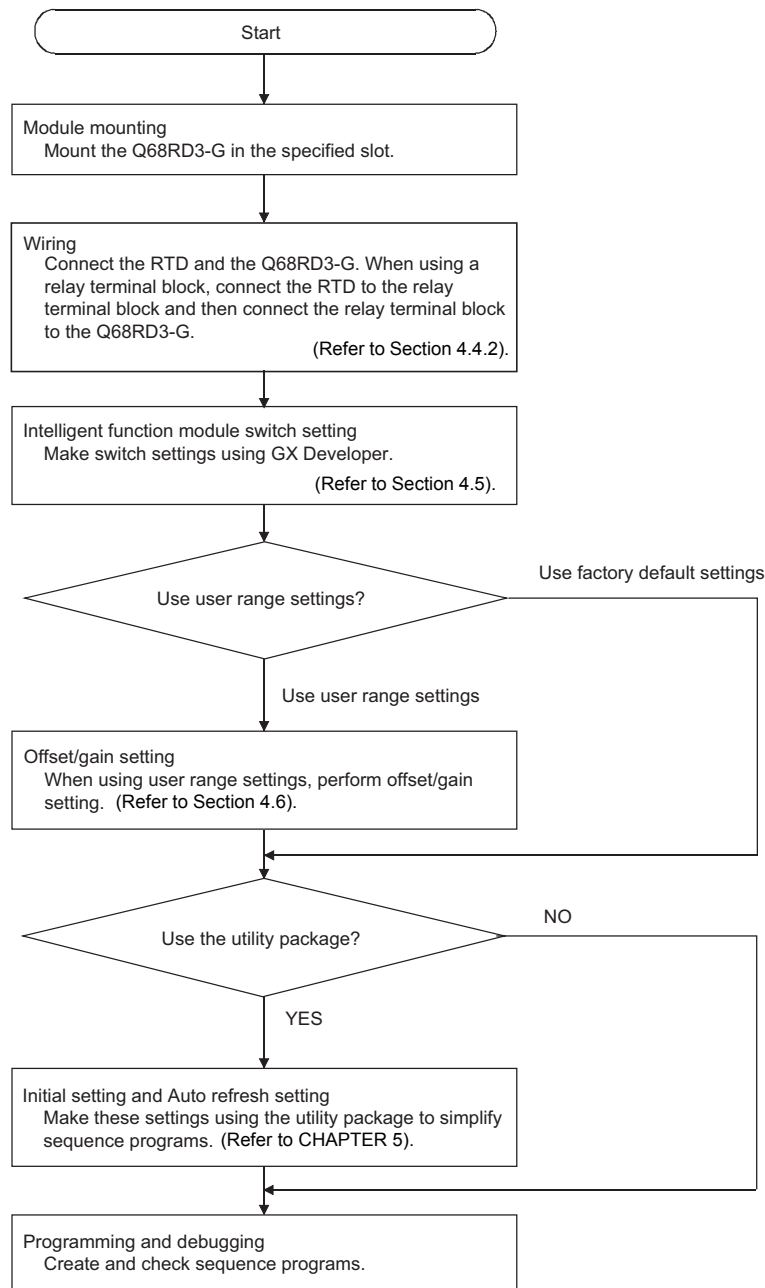 Start
Module mounting
Mount the Q68RD3-G in the specified slot.
Wiring
Connect the RTD and the Q68RD3-G. When using a
relay terminal block, connect the RTD to the relay
terminal block and then connect the relay terminal block
to the Q68RD3-G.
(Refer to Section 4.4.2).
Intelligent function module switch setting
Make switch settings using GX Developer.
(Refer to Section 4.5).
Use factory default settings
Use user range settings?
Use user range settings
Offset/gain setting
When using user range settings, perform offset/gain
setting. (Refer to Section 4.6).
NO
Use the utility package?
YES
Initial setting and Auto refresh setting
Make these settings using the utility package to simplify
sequence programs. (Refer to CHAPTER 5).
Programming and debugging
Create and check sequence programs.